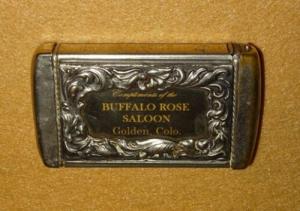 Compliments of the
BUFFALO ROSE
SALOON
Golden, Colo.